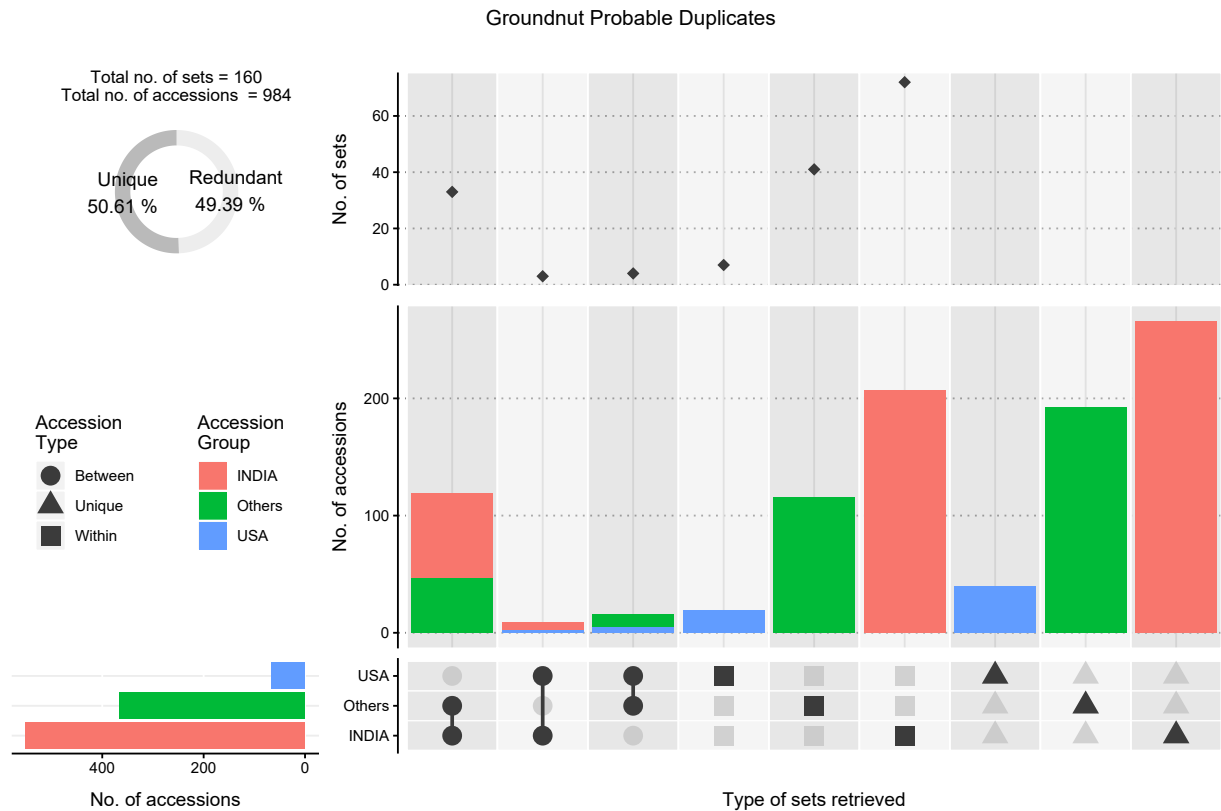 Groundnut Probable Duplicates
Total no. of sets = 160
Total no. of accessions  = 984
Unique
50.61 %
Redundant
49.39 %
No. of sets
60
40
20
0
No. of accessions
200
100
0
Accession
Type
Between
Unique
Within
Accession
Group
INDIA
Others
USA
USA
Others
INDIA
400
200
0
No. of accessions
Type of sets retrieved